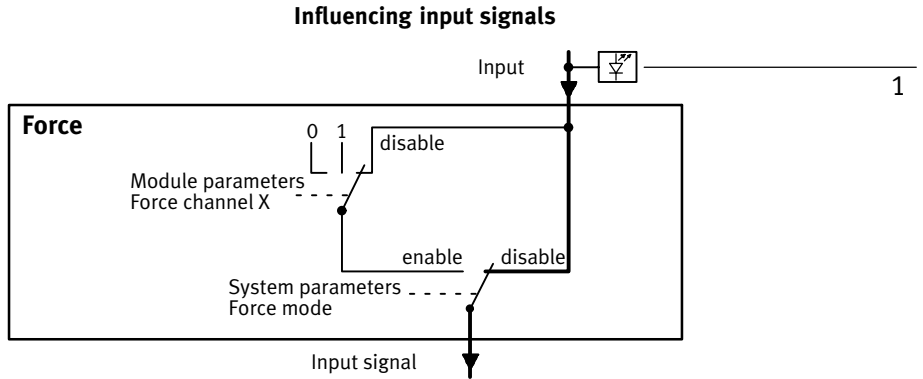 Influencing input signals
Input
1
Force
0 1
disable
Module parameters
Force channel X
enable disable
System parameters
Force mode
Input signal